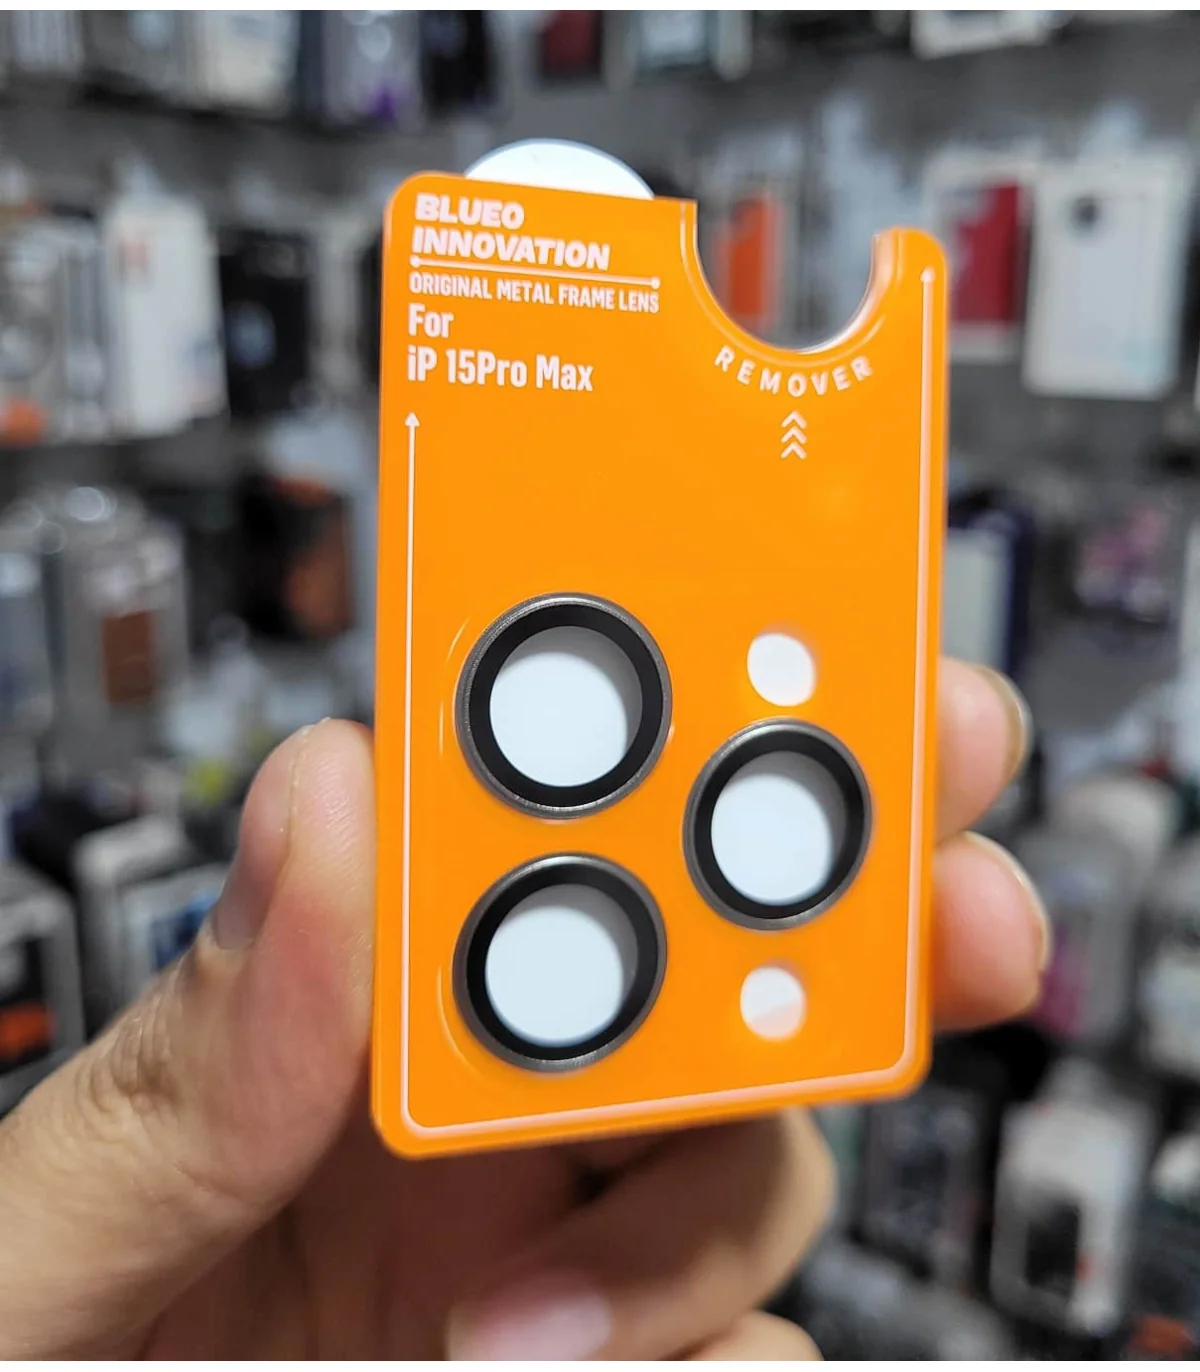 BLUEO
INNOVATION
ORIGINAL METAL FRAME LENS
For
iP 15Pro Max
REMOVER